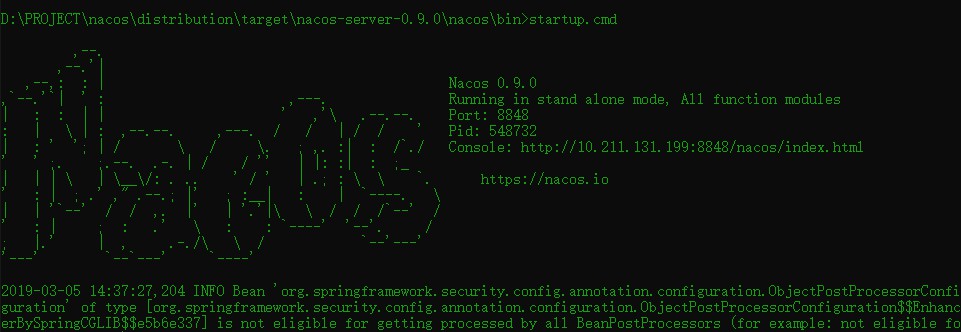 D:\PROJECT\nacos\distribution\target\nacos-server-0.9.0\nacos\bin>startup.cmd
Nacos 0.9.0
Running in stand alone mode, All function modules
Port: 8848
Pid: 548732
Console: http://10.211.131.199:8848/nacos/index.html
https://nacos.io
2019-03-05 14:37:27,204 INFO Bean 'org.springframework.security.config.annotation.configuration.ObjectPostProcessorConfi
guration' of type [org.springframework.security.config.annotation.configuration.ObjectPostProcessorConfiguration$$Enhanc
erBySpringCGLIB$$e5b6e337] is not eligible for getting processed by all BeanPostProcessors (for example: not eligible fo